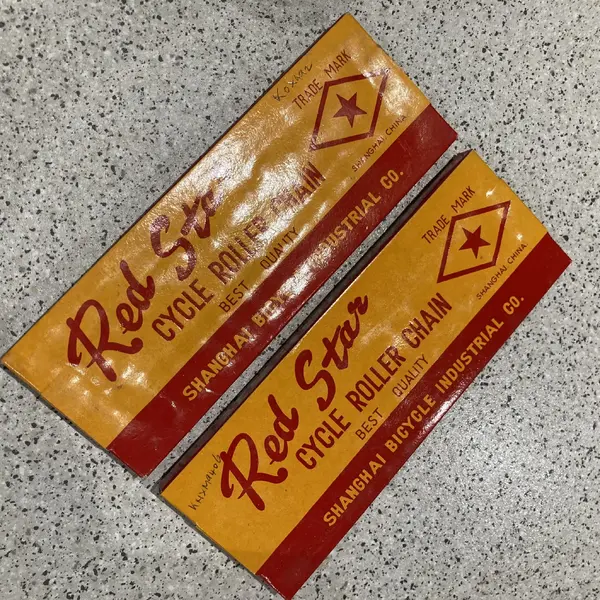 TRADE MARK
SHANGHAI CHINA
Red Star
CYCLE ROLLER CHAIN
BEST QUALITY
INDUSTRIAL CO.
SHANGHAI
TRADE MARK
SHANGHAI CHINA
Red Star
CYCLE ROLLER CHAIN
BEST QUALITY
SHANGHAI BICYCLE INDUSTRIAL CO.